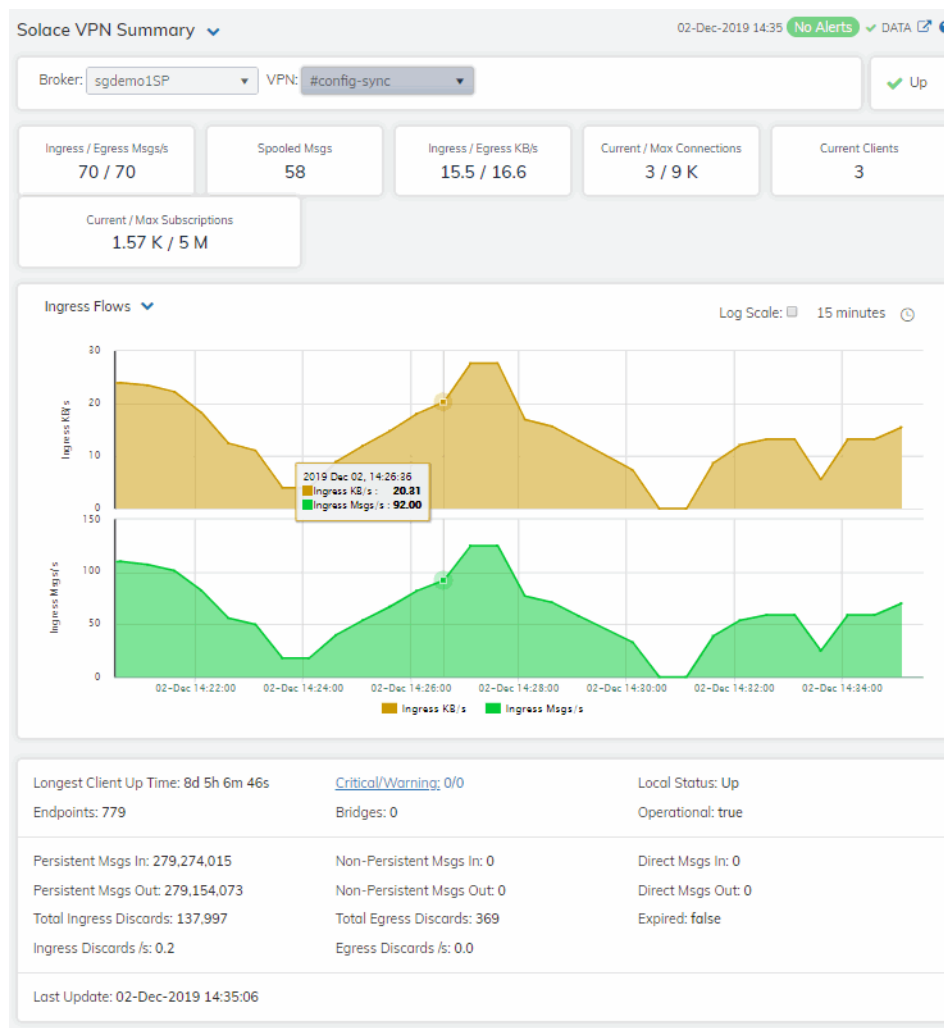 Solace VPN Summary
02-Dec-2019 14:35 No Alerts DATA
Broker: sgdemo1SP VPN: #config-sync
Up
Ingress / Egress Msgs/s
70 / 70
Spooled Msgs
58
Ingress / Egress KB/s
15.5 / 16.6
Current / Max Connections
3 / 9 K
Current Clients
3
Current / Max Subscriptions
1.57 K / 5 M
Ingress Flows
Log Scale: 15 minutes
30
20
10
0
Ingress KB/s
2019 Dec 02, 14:26:36
Ingress KB/s : 20.31
Ingress Msgs/s : 92.00
150
100
50
0
Ingress Msgs/s
02-Dec 14:22:00 02-Dec 14:24:00 02-Dec 14:26:00 02-Dec 14:28:00 02-Dec 14:30:00 02-Dec 14:32:00 02-Dec 14:34:00
Ingress KB/s Ingress Msgs/s
Longest Client Up Time: 8d 5h 6m 46s Critical/Warning: 0/0 Local Status: Up
Endpoints: 779 Bridges: 0 Operational: true
Persistent Msgs In: 279,274,015 Non-Persistent Msgs In: 0 Direct Msgs In: 0
Persistent Msgs Out: 279,154,073 Non-Persistent Msgs Out: 0 Direct Msgs Out: 0
Total Ingress Discards: 137,997 Total Egress Discards: 369 Expired: false
Ingress Discards /s: 0.2 Egress Discards /s: 0.0
Last Update: 02-Dec-2019 14:35:06